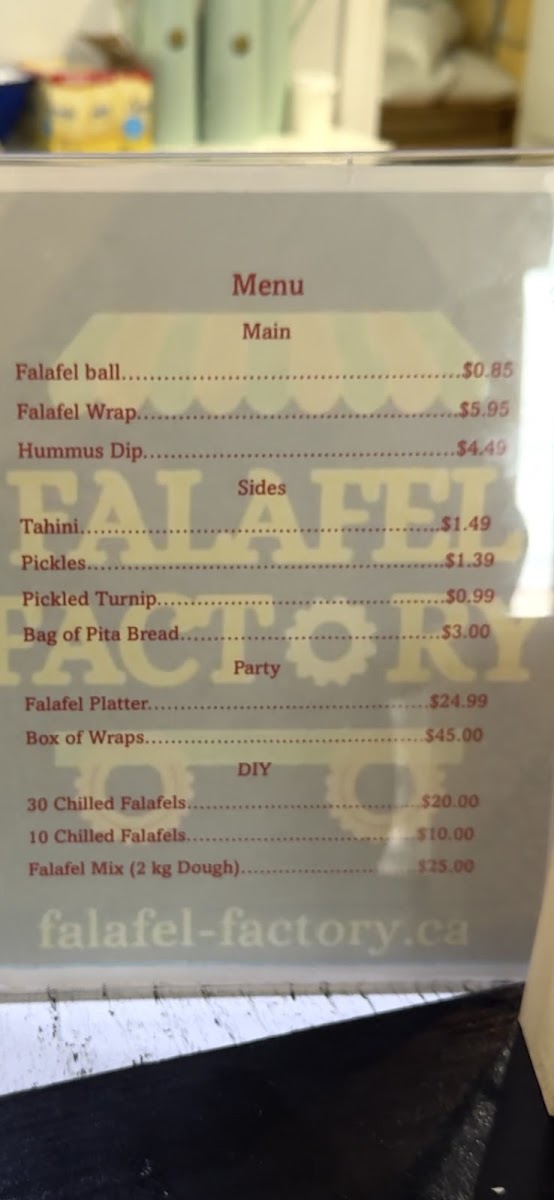 Menu
Main
Falafel ball....................................................$0.85
Falafel Wrap................................................$5.95
Hummus Dip...............................................$4.49
Sides
Tahini......................................................$1.49
Pickles.....................................................$1.39
Pickled Turnip...........................................$0.99
Bag of Pita Bread......................................$3.00
Party
Falafel Platter...........................................$24.99
Box of Wraps...........................................$45.00
DIY
30 Chilled Falafels...................................$20.00
10 Chilled Falafels...................................$10.00
Falafel Mix (2 kg Dough)......................$25.00
FALAFEL
FACTORY
falafel-factory.ca